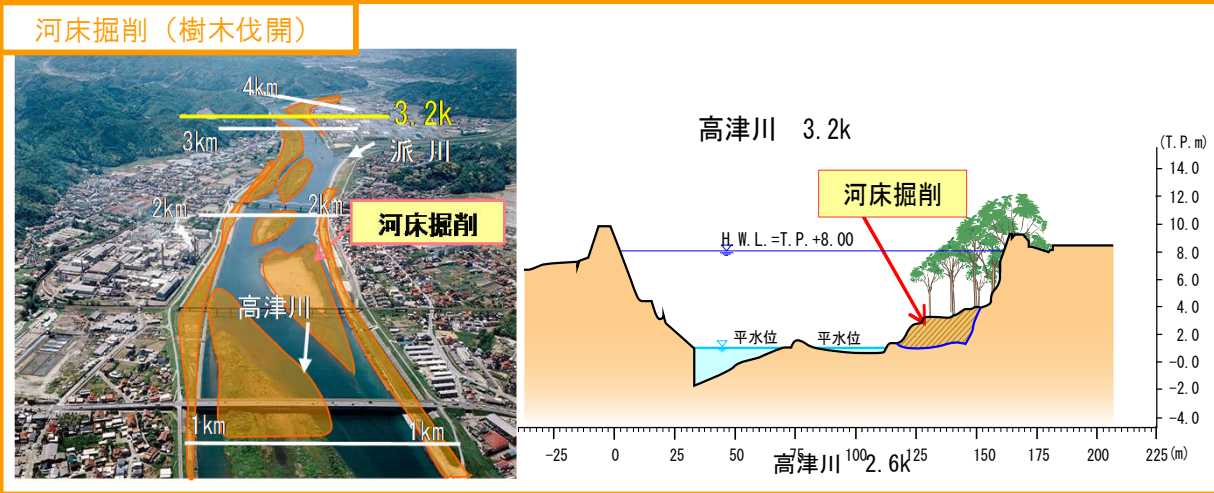 河床掘削（樹木伐開）
4km
3.2k
3km
派川
2km
2km
河床掘削
高津川
1km
1km
高津川 3.2k
(T.P.m)
河床掘削
H.W.L.=T.P.+8.00
平水位
平水位
14.0
12.0
10.0
8.0
6.0
4.0
2.0
-0.0
-2.0
-4.0
-25 0 25 50 75 100 125 150 175 200 225(m)
高津川 2.6k